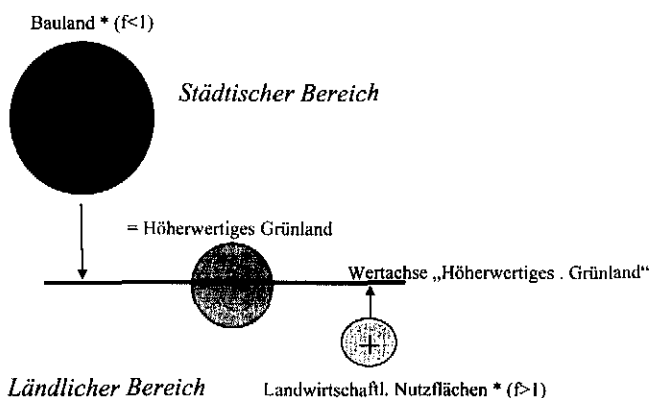 Bauland * (f<1)
Städtischer Bereich
= Höherwertiges Grünland
Wertachse „Höherwertiges . Grünland“
Ländlicher Bereich
Landwirtschaftl. Nutzflächen * (f>1)